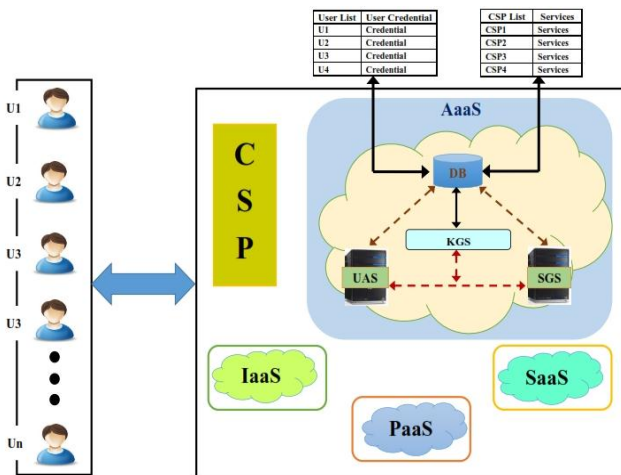 User List User Credential
U1 Credential
U2 Credential
U3 Credential
U4 Credential
CSP List Services
CSP1 Services
CSP2 Services
CSP3 Services
CSP4 Services
U1
U2
U3
U3
Un
C
S
P
AaaS
DB
KGS
UAS
SGS
IaaS
PaaS
SaaS